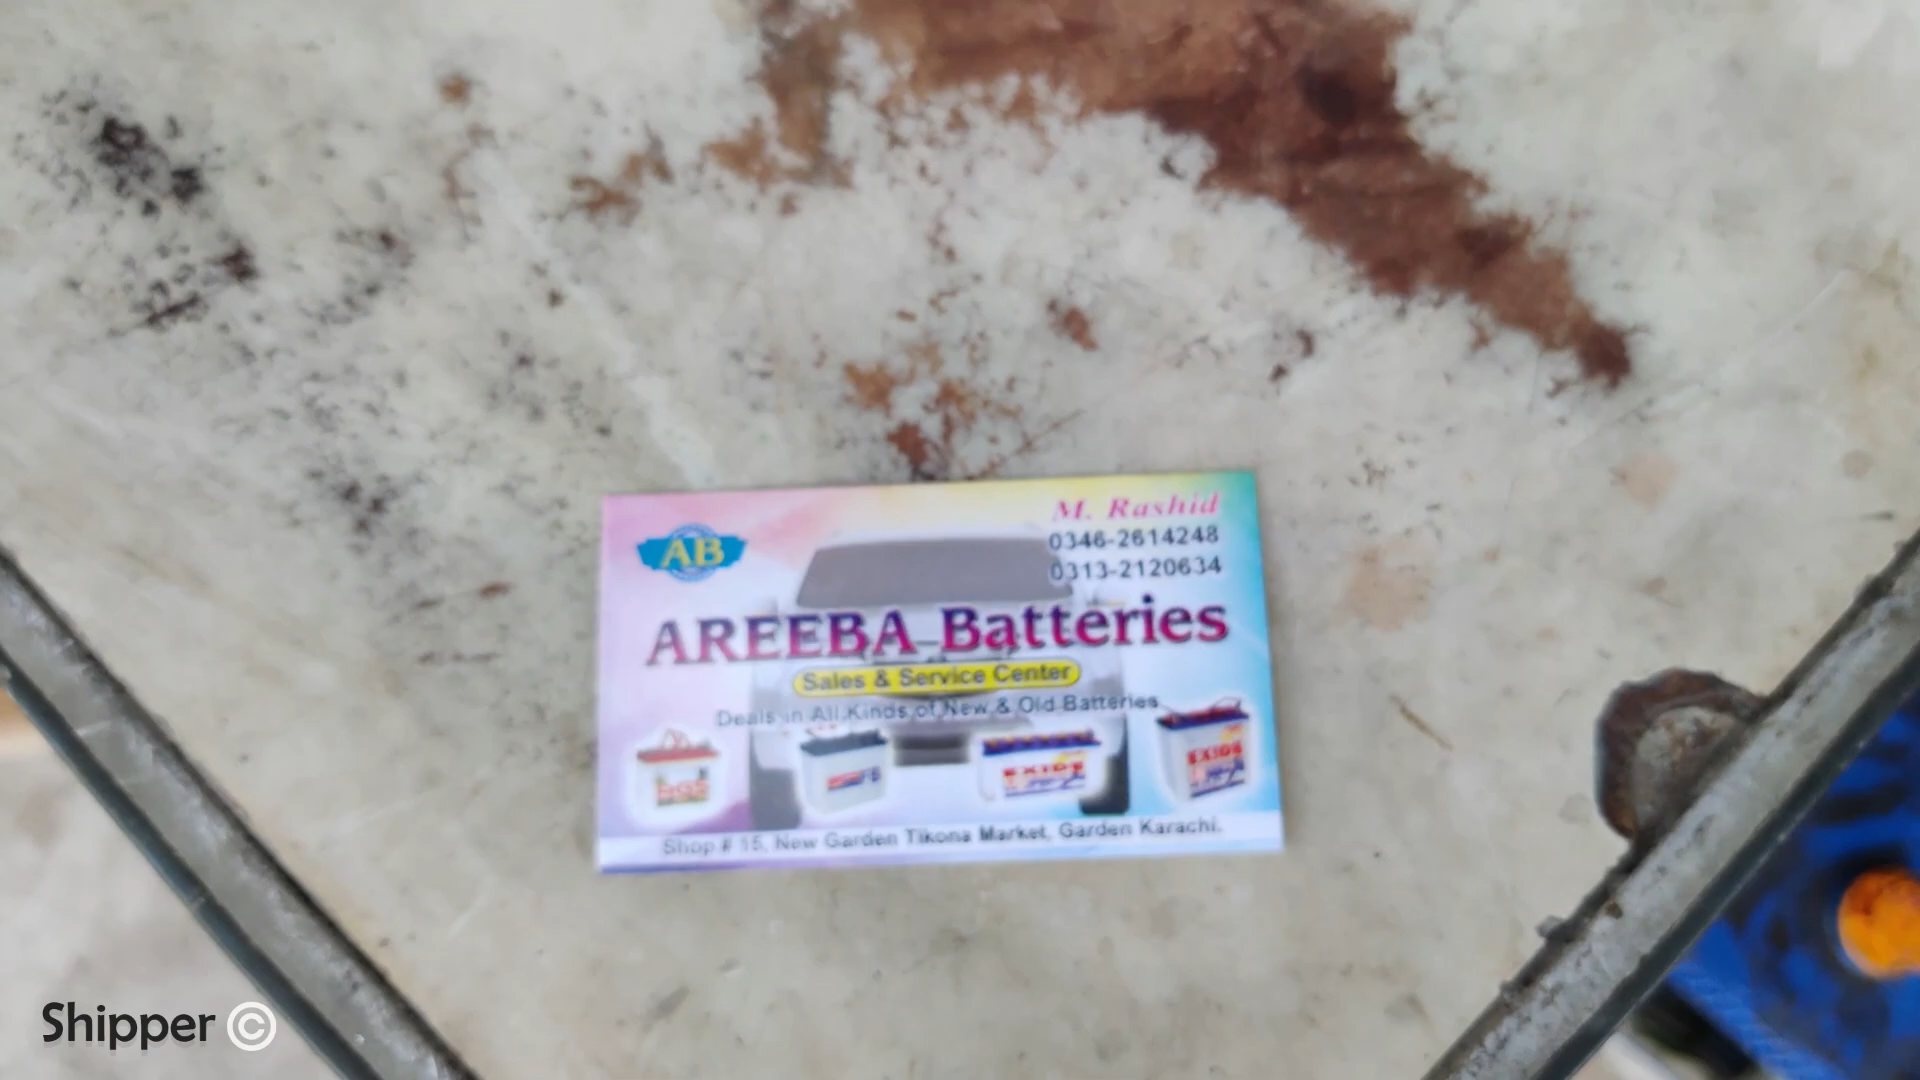 M. Rashid
AB
0346-2614248
0313-2120634
AREEBA Batteries
Sales & Service Center
Deals in All Kinds of New & Old Batteries
EXIDE
EXIDE
Shop # 15, New Garden Tikona Market, Garden Karachi.
Shipper ©